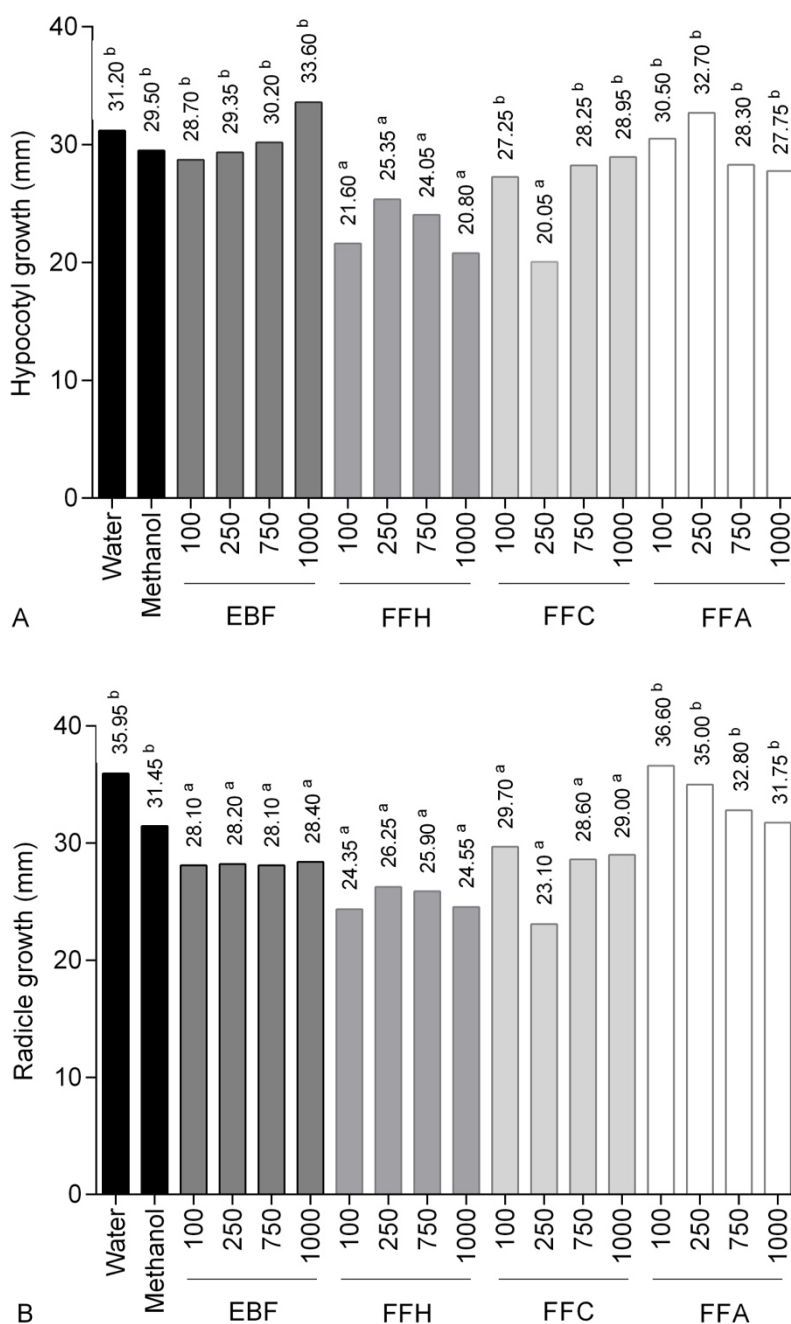 40
30
20
10
0
Hypocotyl growth (mm)
31.20 b
29.50 b
28.70 b
29.35 b
30.20 b
33.60 b
21.60 a
25.35 a
24.05 a
20.80 a
27.25 b
20.05 a
28.25 b
28.95 b
30.50 b
32.70 b
28.30 b
27.75 b
Water
Methanol
100
250
750
1000
100
250
750
1000
100
250
750
1000
100
250
750
1000
EBF
FFH
FFC
FFA
A
40
30
20
10
0
Radicle growth (mm)
35.95 b
31.45 b
28.10 a
28.20 a
28.10 a
28.40 a
24.35 a
26.25 a
25.90 a
24.55 a
29.70 a
23.10 a
28.60 a
29.00 a
36.60 b
35.00 b
32.80 b
31.75 b
Water
Methanol
100
250
750
1000
100
250
750
1000
100
250
750
1000
100
250
750
1000
EBF
FFH
FFC
FFA
B